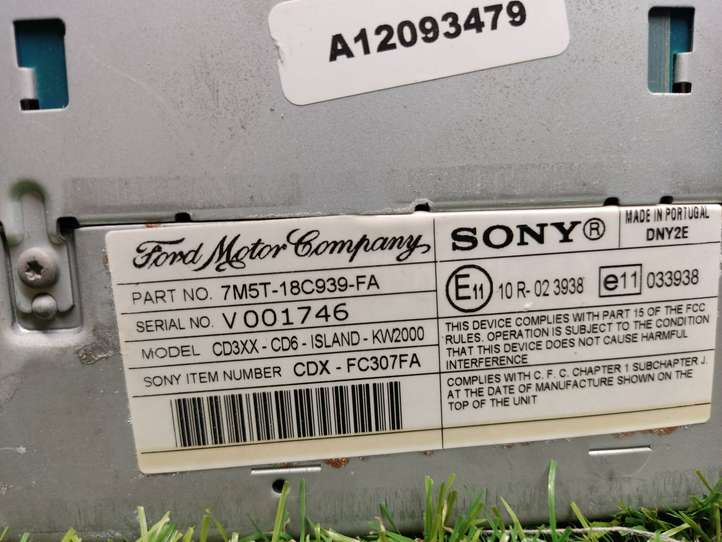 A12093479
Ford Motor Company
PART NO. 7M5T-18C939-FA
SERIAL NO. V001746
MODEL CD3XX - CD6 - ISLAND - KW2000
SONY ITEM NUMBER CDX - FC307FA
SONY®
MADE IN PORTUGAL
DNY2E
E11 10 R- 02 3938 e11 033938
THIS DEVICE COMPLIES WITH PART 15 OF THE FCC
RULES. OPERATION IS SUBJECT TO THE CONDITION
THAT THIS DEVICE DOES NOT CAUSE HARMFUL
INTERFERENCE
COMPLIES WITH C. F. C. CHAPTER 1 SUBCHAPTER J.
AT THE DATE OF MANUFACTURE SHOWN ON THE
TOP OF THE UNIT